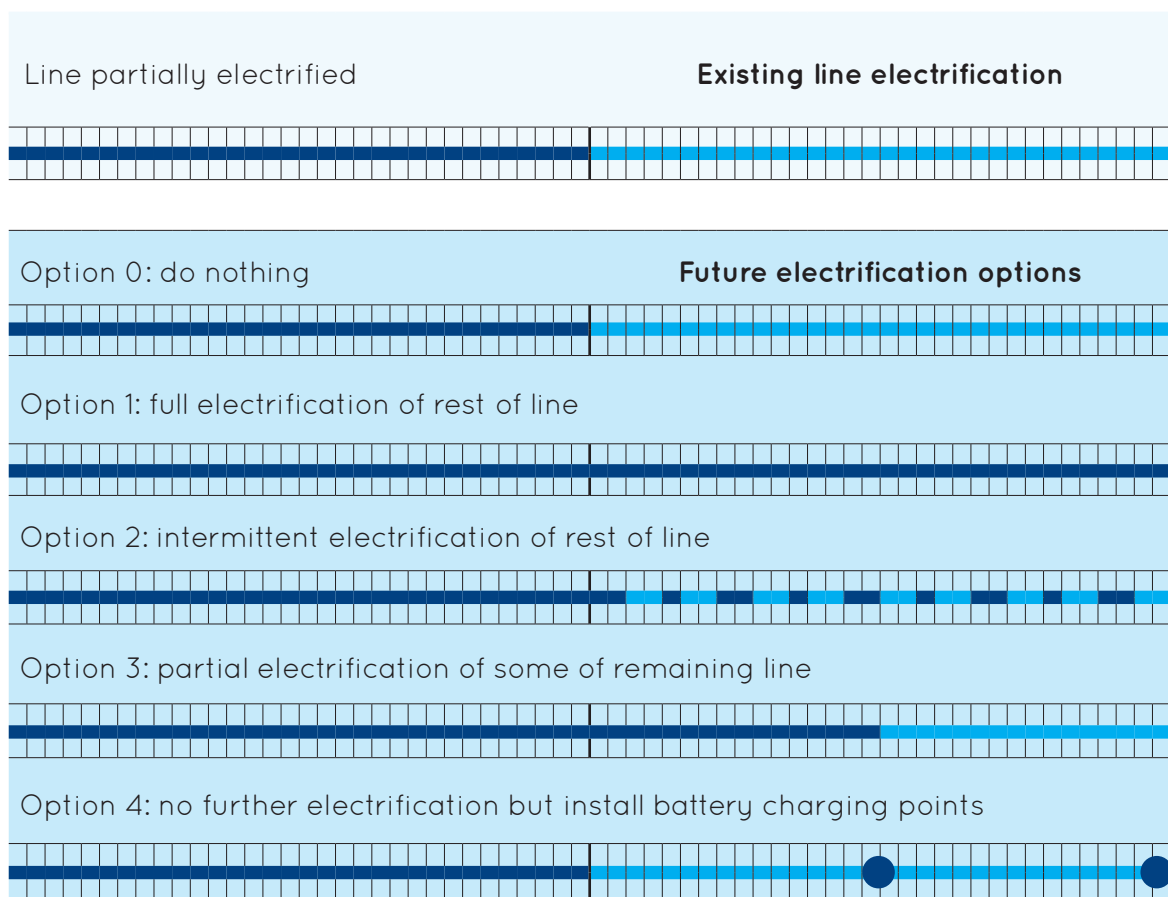 Line partially electrified
Existing line electrification
Option 0: do nothing
Future electrification options
Option 1: full electrification of rest of line
Option 2: intermittent electrification of rest of line
Option 3: partial electrification of some of remaining line
Option 4: no further electrification but install battery charging points